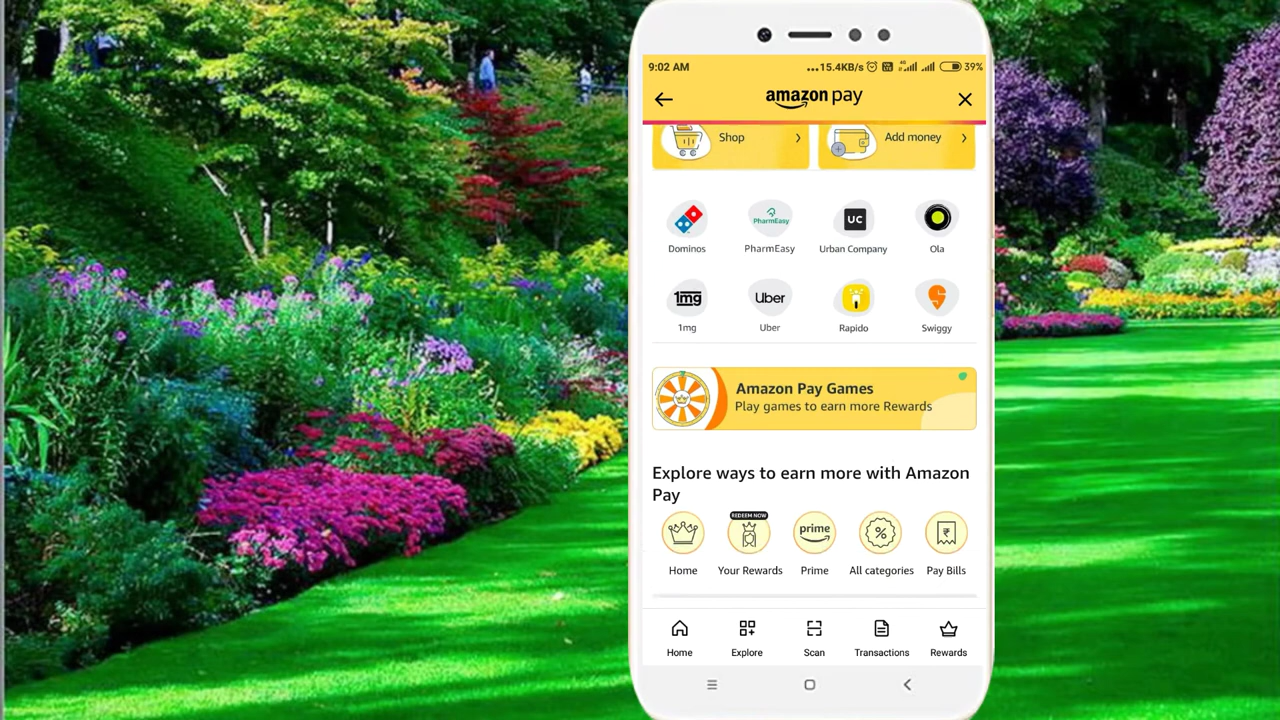 9:02 AM
...15.4KB/s
4G
39%
amazon pay
Shop
Add money
PharmEasy
UC
Dominos
PharmEasy
Urban Company
Ola
1mg
Uber
1mg
Uber
Rapido
Swiggy
Amazon Pay Games
Play games to earn more Rewards
Explore ways to earn more with Amazon
Pay
REDEEM NOW
prime
%
₹
Home
Your Rewards
Prime
All categories
Pay Bills
Home
Explore
Scan
Transactions
Rewards